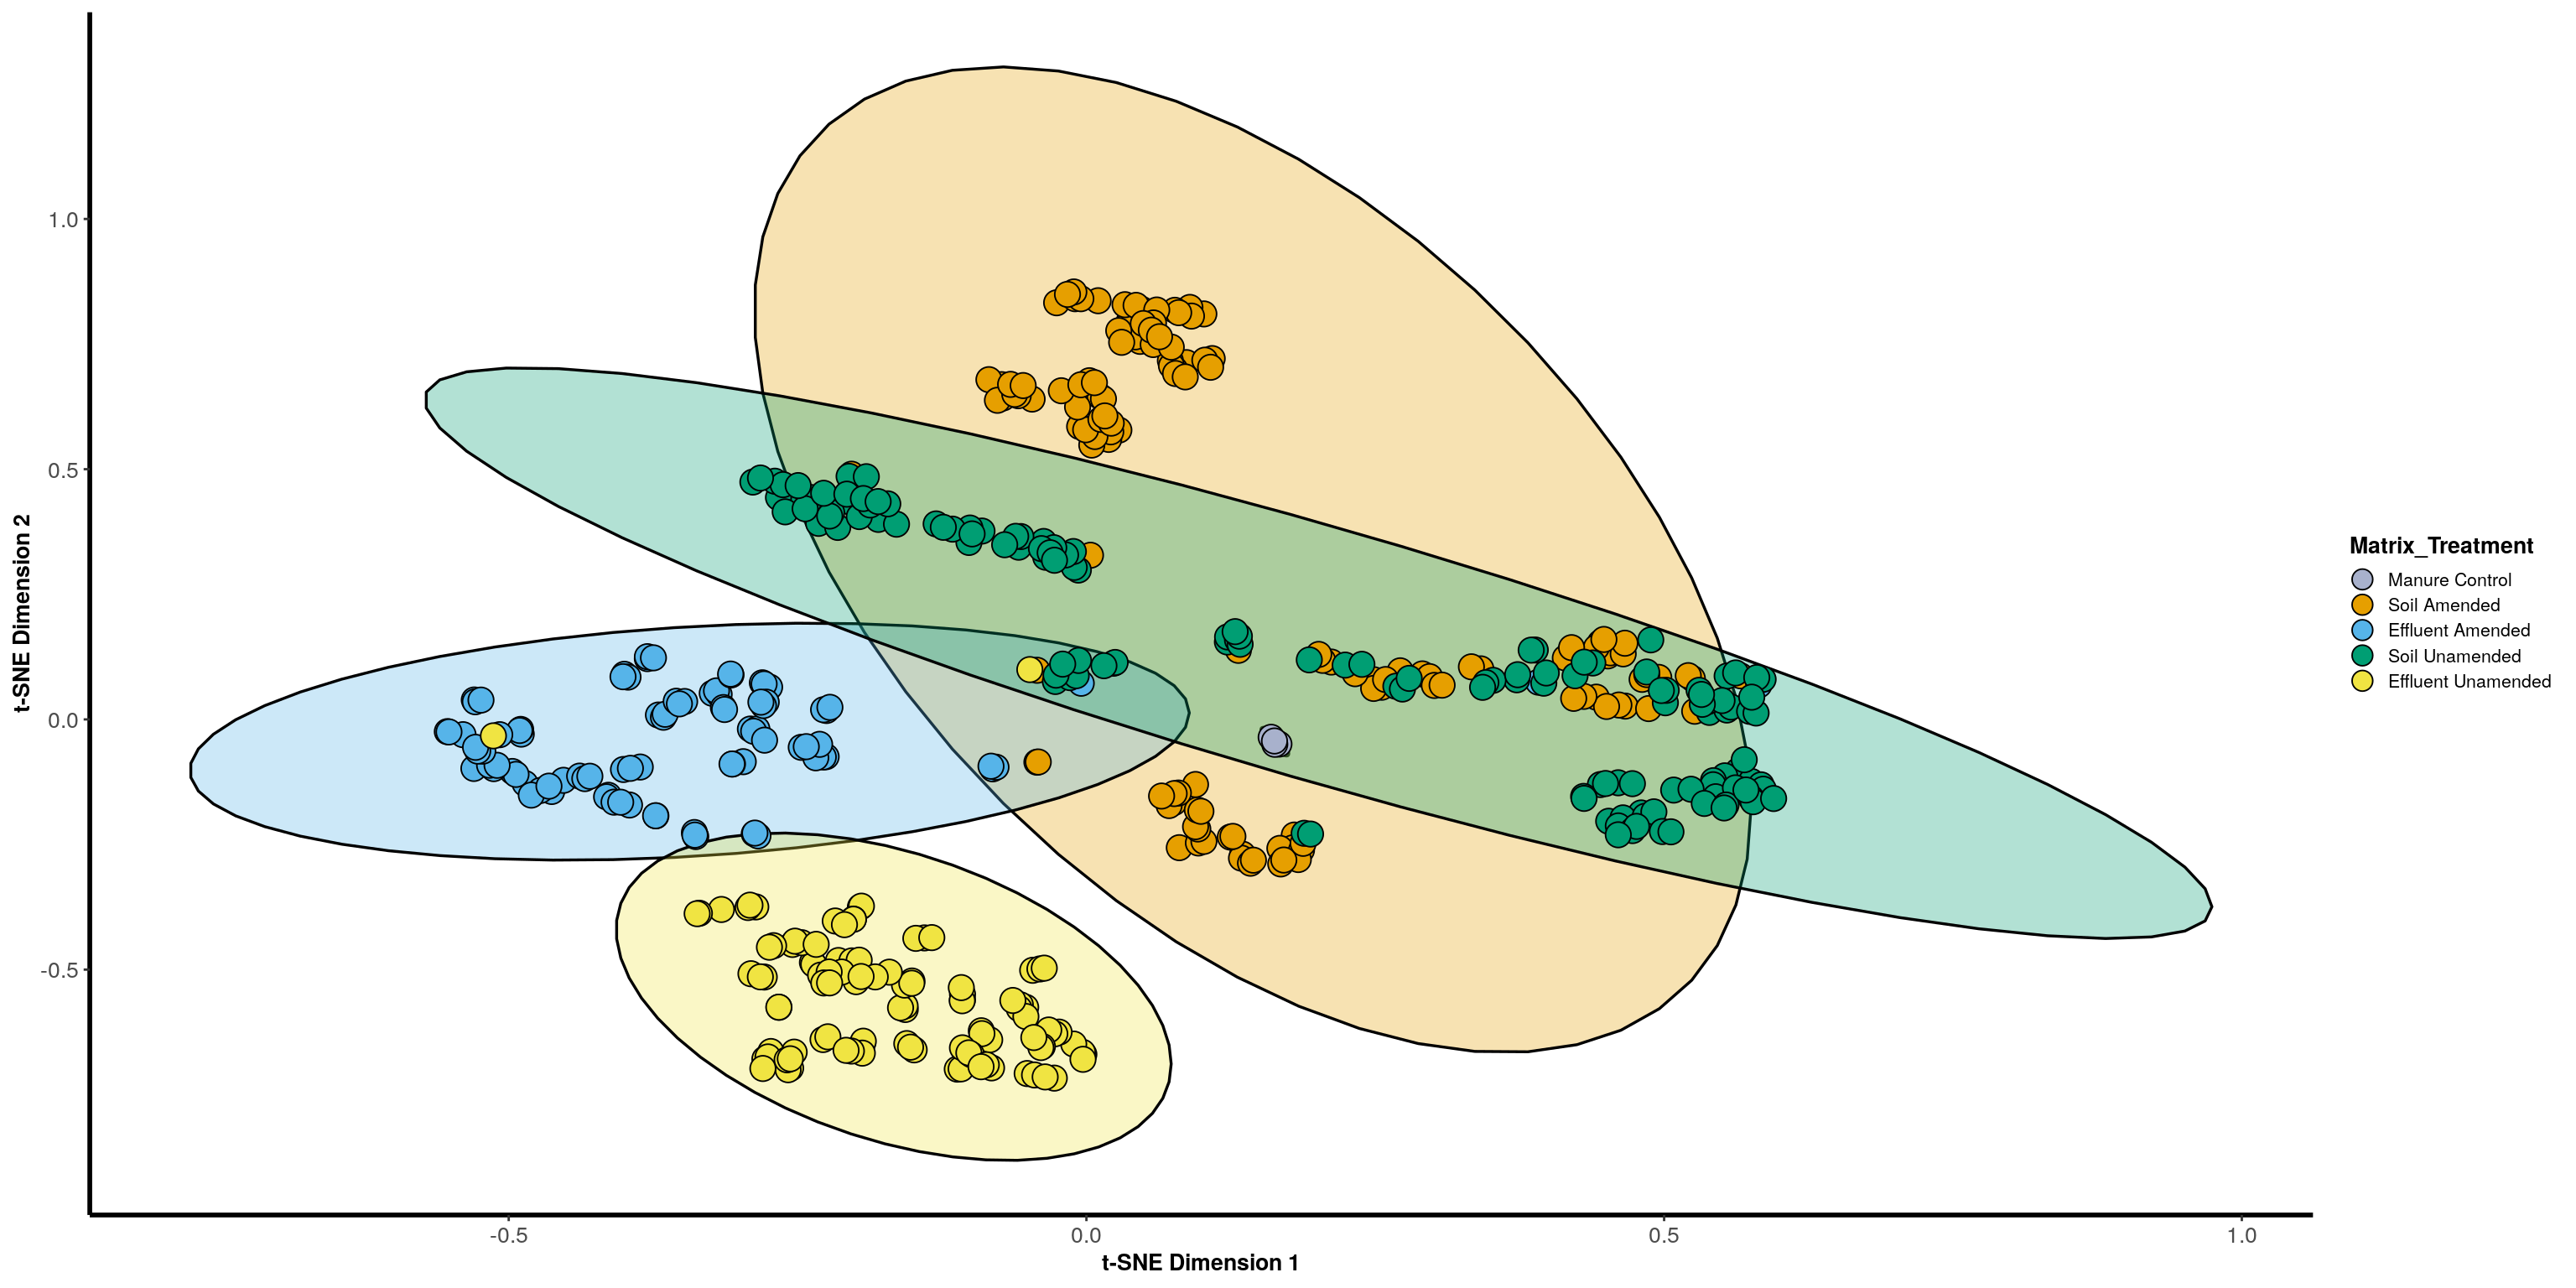 1.0
0.5
0.0
-0.5
t-SNE Dimension 2
-0.5
0.0
0.5
1.0
t-SNE Dimension 1
Matrix_Treatment
Manure Control
Soil Amended
Effluent Amended
Soil Unamended
Effluent Unamended